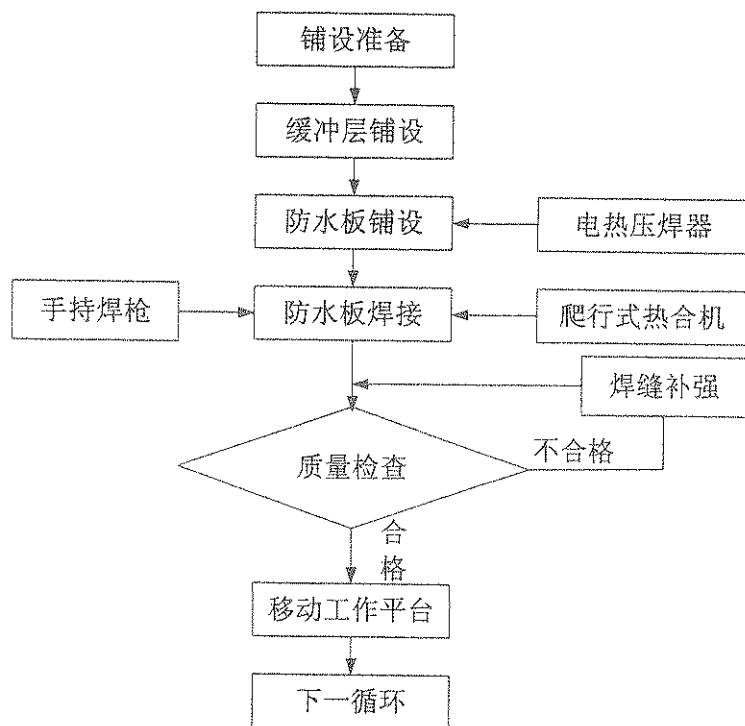 铺设准备
缓冲层铺设
防水板铺设
电热压焊器
手持焊枪
防水板焊接
爬行式热合机
焊缝补强
质量检查
不合格
合格
移动工作平台
下一循环